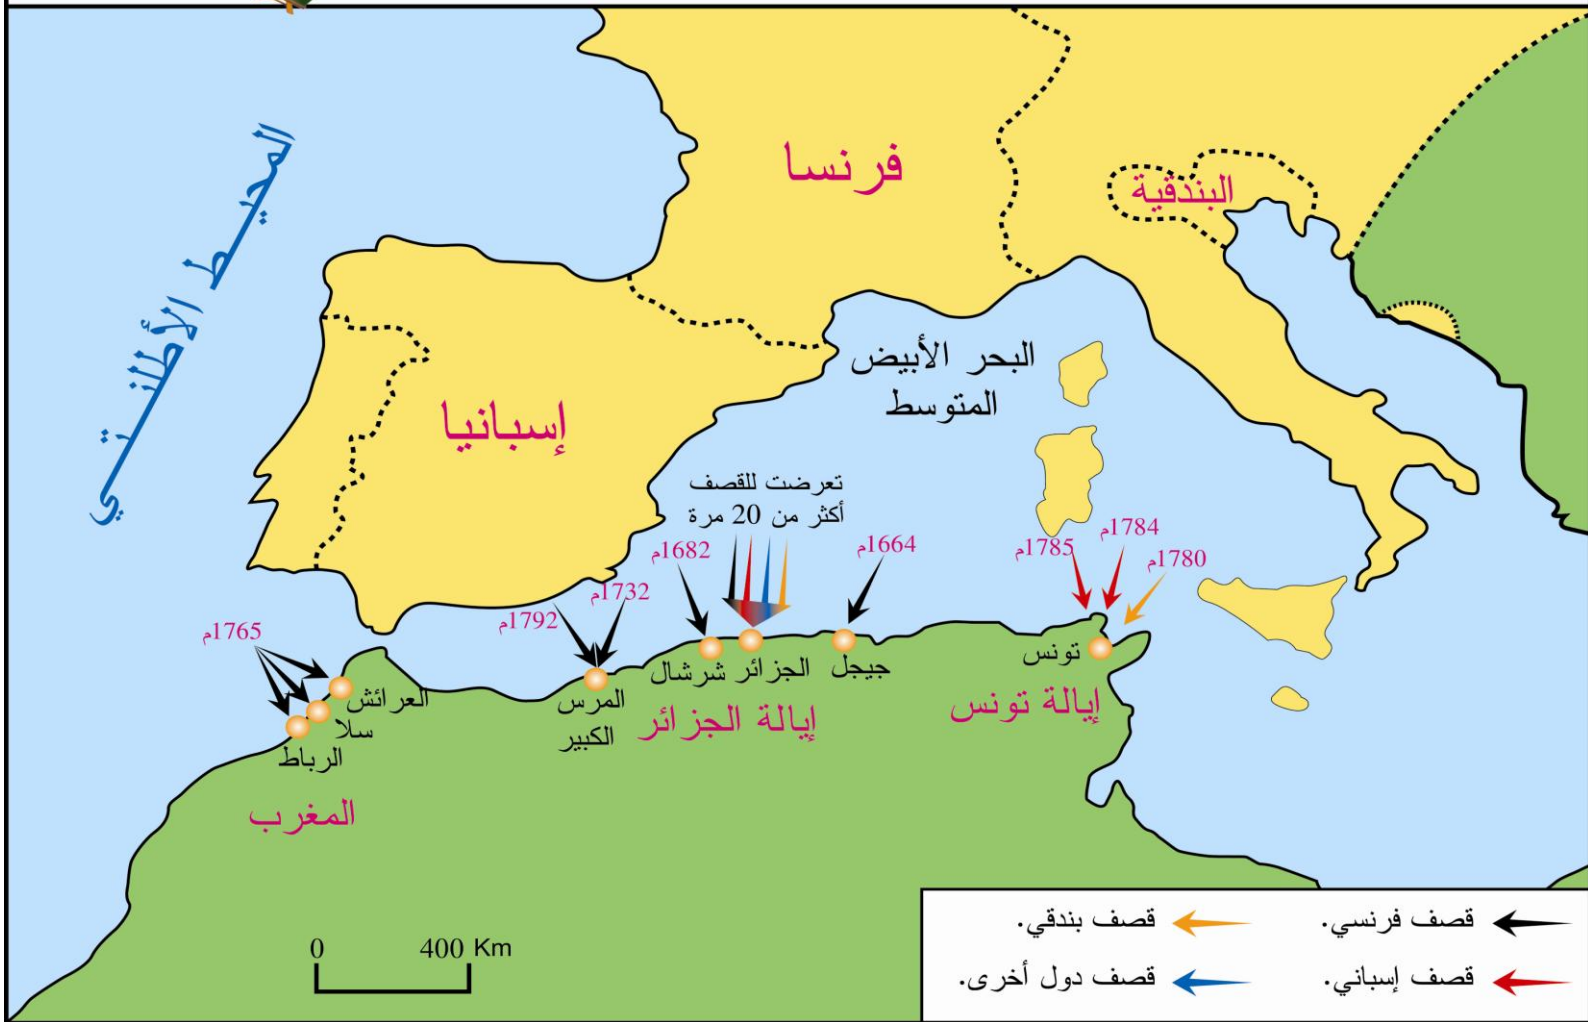 فرنسا
البندقية
المحيط الأطلنتي
البحر الأبيض
المتوسط
إسبانيا
تعرضت للقصف
أكثر من 20 مرة
1784م
1785م
1780م
1664م
1682م
1732م
1792م
1765م
تونس
جيجل
الجزائر
شرشال
المرس
الكبير
العرائش
سلا
الرباط
إيالة تونس
إيالة الجزائر
المغرب
0 400 Km
قصف فرنسي.
قصف بندقي.
قصف إسباني.
قصف دول أخرى.